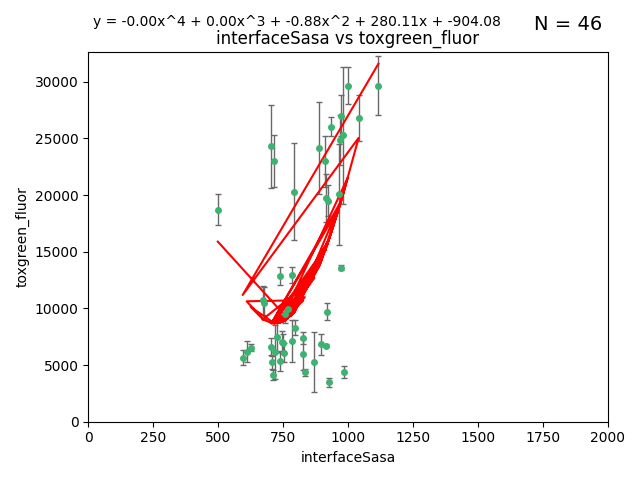 y = -0.00x^4 + 0.00x^3 + -0.88x^2 + 280.11x + -904.08
N = 46
interfaceSasa vs toxgreen_fluor
30000
25000
20000
15000
10000
5000
0
toxgreen_fluor
0 250 500 750 1000 1250 1500 1750 2000
interfaceSasa